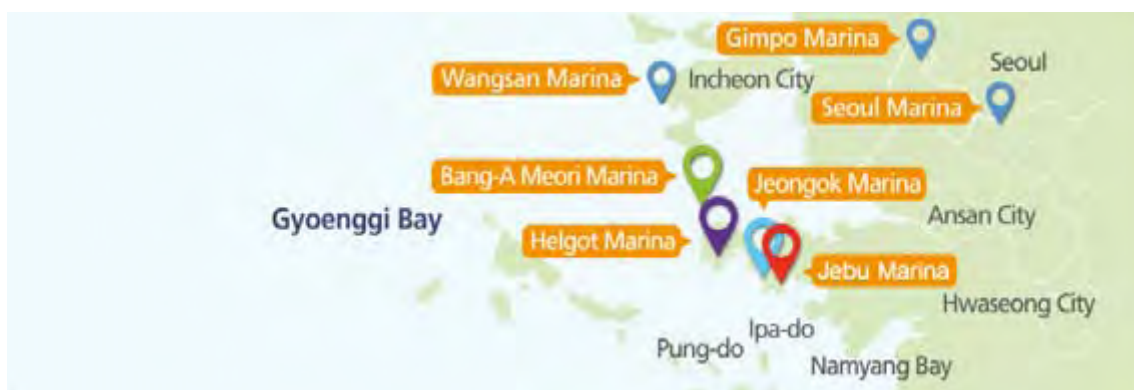 Gimpo Marina
Seoul
Wangsan Marina
Incheon City
Seoul Marina
Bang-A Meori Marina
Jeongok Marina
Gyoenggi Bay
Ansan City
Helgot Marina
Jebu Marina
Hwaseong City
Ipa-do
Pung-do
Namyang Bay